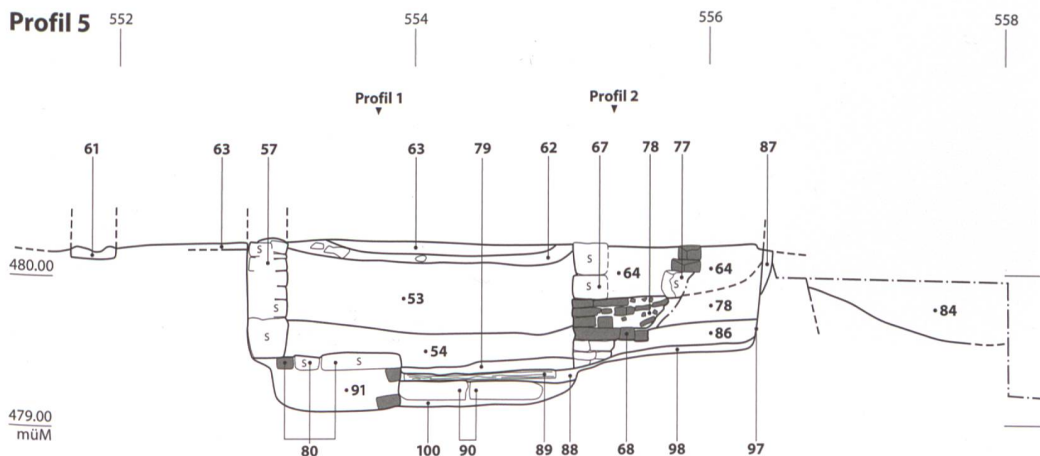 Profil 5 552 554 556 558
Profil 1 Profil 2
61 63 57 63 79 62 67 78 77 87
S S 64 64
480.00 S S
53 78 84
S S
54 86
S S
91
479.00
müM
80 100 90 89 88 68 98 97